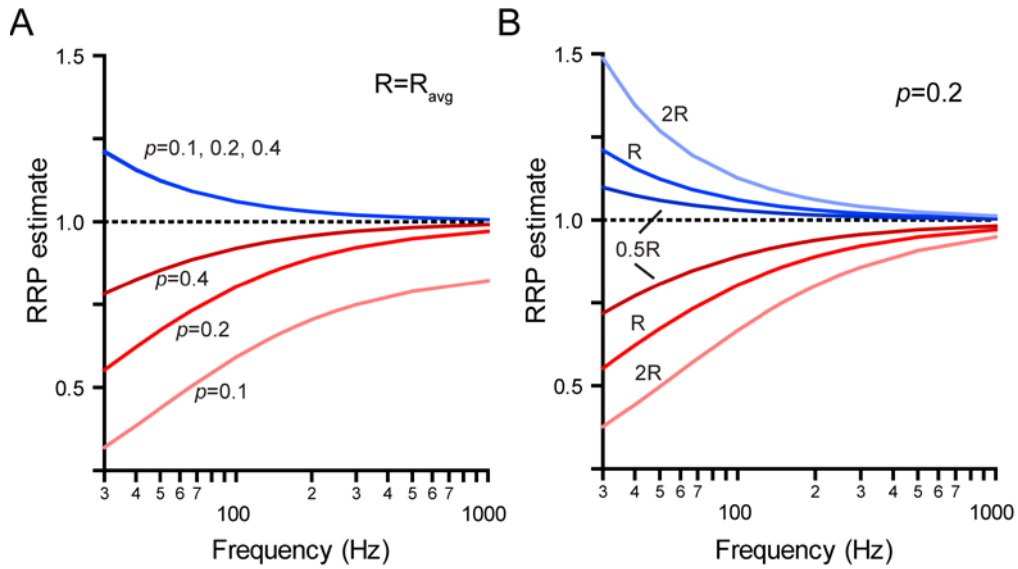 A
R=Ravg
p=0.1, 0.2, 0.4
p=0.4
p=0.2
p=0.1
RRP estimate
1.5
1.0
0.5
3 4 5 6 7 2 3 4 5 6 7
100 1000
Frequency (Hz)
B
p=0.2
2R
R
0.5R
R
2R
RRP estimate
1.5
1.0
0.5
3 4 5 6 7 2 3 4 5 6 7
100 1000
Frequency (Hz)